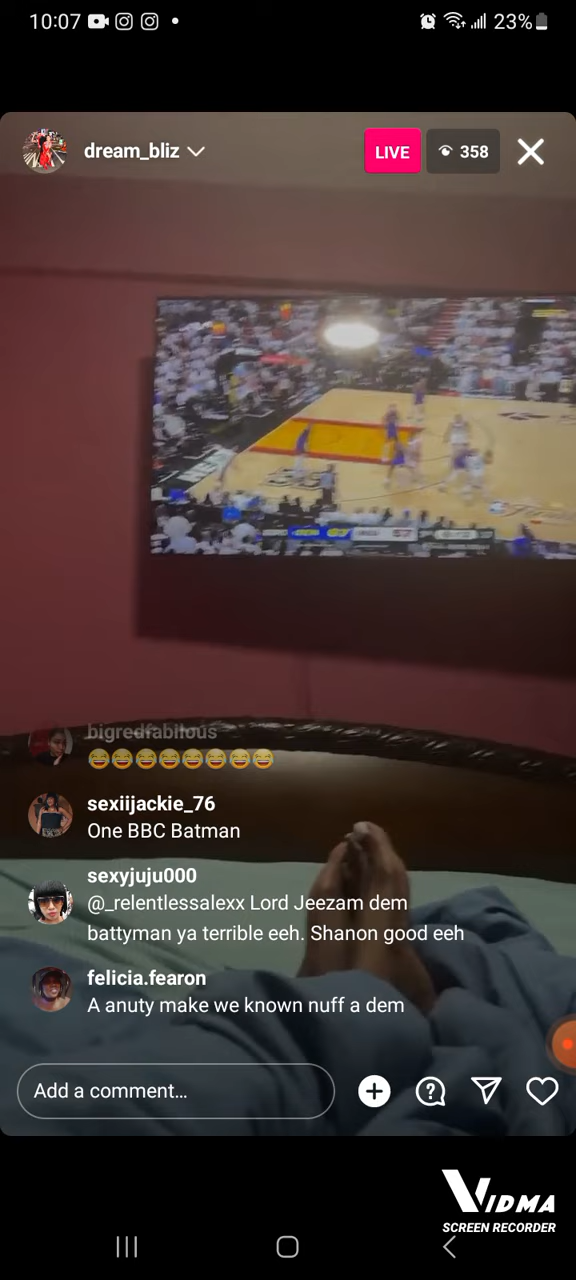 10:07
23%
dream_bliz
LIVE
358
bigredfabilous
😂😂😂😂😂😂😂😂
sexiijackie_76
One BBC Batman
sexyjuju000
@_relentlessalexx Lord Jeezam dem
battyman ya terrible eeh. Shanon good eeh
felicia.fearon
A anuty make we known nuff a dem
Add a comment…
VIDMA
SCREEN RECORDER